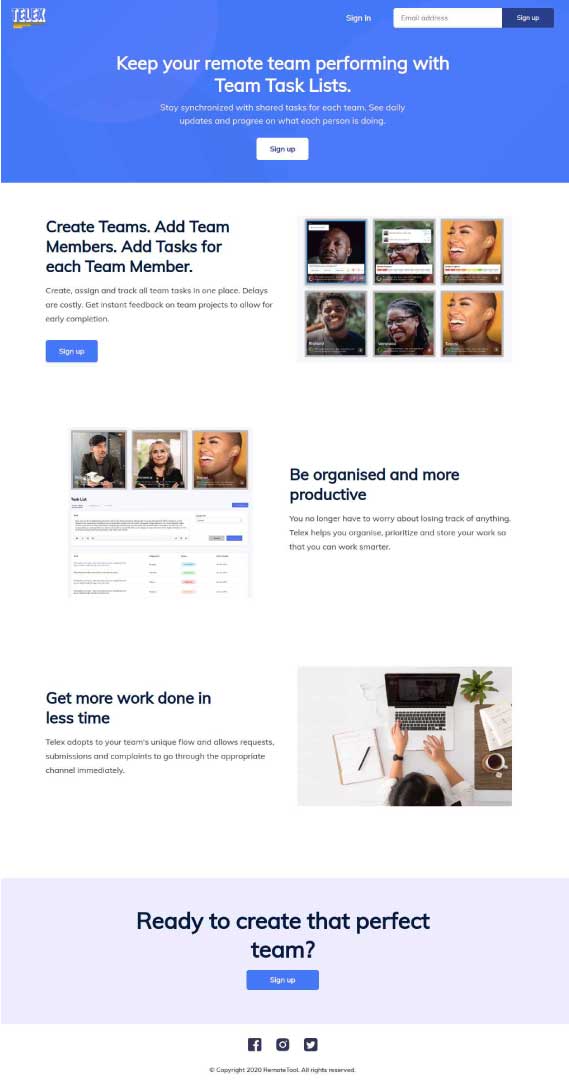 TELEX
Sign in
Email address
Sign up
Keep your remote team performing with
Team Task Lists.
Stay synchronized with shared tasks for each team. See daily
updates and progree on what each person is doing.
Sign up
Create Teams. Add Team
Members. Add Tasks for
each Team Member.
Create, assign and track all team tasks in one place. Delays
are costly. Get instant feedback on team projects to allow for
early completion.
Sign up
Richard
Veronica
Task List
Be organised and more
productive
You no longer have to worry about losing track of anything.
Telex helps you organise, prioritize and store your work so
that you can work smarter.
Get more work done in
less time
Telex adopts to your team's unique flow and allows requests,
submissions and complaints to go through the appropriate
channel immediately.
Ready to create that perfect
team?
Sign up
© Copyright 2020 RemoteTool. All rights reserved.